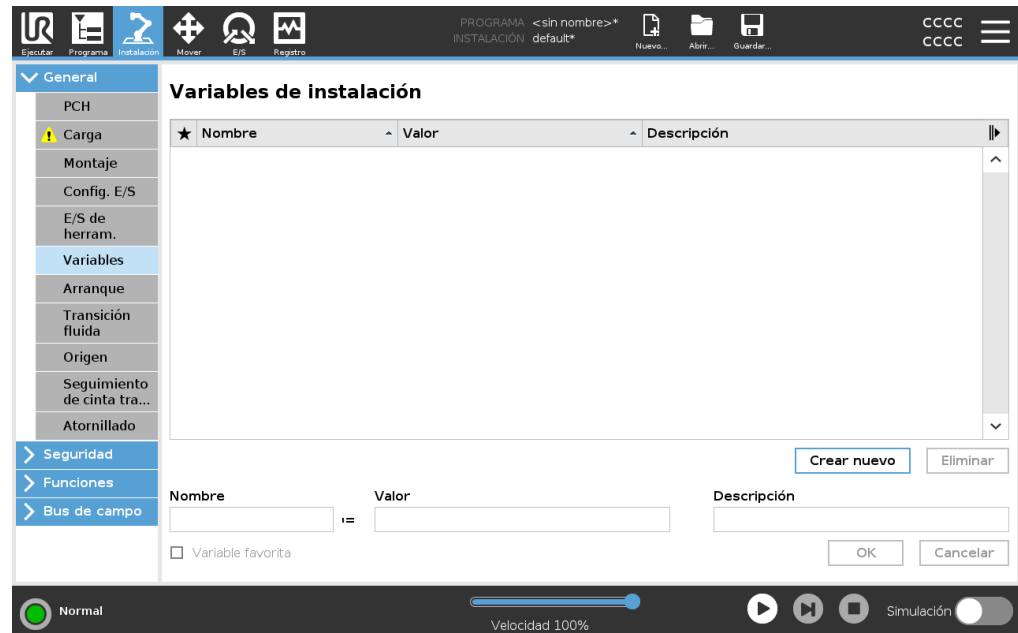 UR
PROGRAMA <sin nombre>*
INSTALACIÓN default*
CCCC
CCCC
Ejecutar Programa Instalación Mover E/S Registro Nuevo... Abrir... Guardar...
General
PCH
Carga
Montaje
Config. E/S
E/S de
herram.
Variables
Arranque
Transición
fluida
Origen
Seguimiento
de cinta tra...
Atornillado
Seguridad
Funciones
Bus de campo
Variables de instalación
★ Nombre Valor Descripción
Crear nuevo Eliminar
Nombre Valor Descripción
:=
Variable favorita OK Cancelar
Normal
Velocidad 100%
Simulación